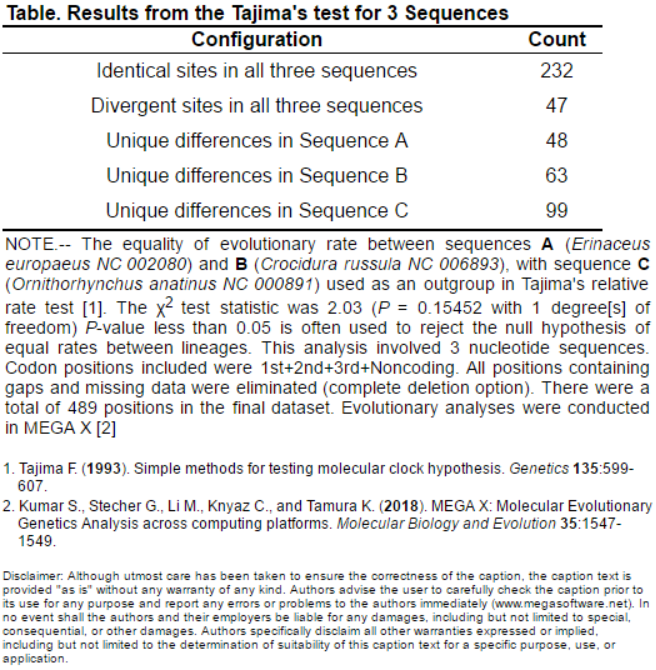 Table. Results from the Tajima's test for 3 Sequences
Configuration Count
Identical sites in all three sequences 232
Divergent sites in all three sequences 47
Unique differences in Sequence A 48
Unique differences in Sequence B 63
Unique differences in Sequence C 99
NOTE.-- The equality of evolutionary rate between sequences A (Erinaceus
europaeus NC 002080) and B (Crocidura russula NC 006893), with sequence C
(Ornithorhynchus anatinus NC 000891) used as an outgroup in Tajima's relative
rate test [1]. The χ2 test statistic was 2.03 (P = 0.15452 with 1 degree[s] of
freedom) P-value less than 0.05 is often used to reject the null hypothesis of
equal rates between lineages. This analysis involved 3 nucleotide sequences.
Codon positions included were 1st+2nd+3rd+Noncoding. All positions containing
gaps and missing data were eliminated (complete deletion option). There were a
total of 489 positions in the final dataset. Evolutionary analyses were conducted
in MEGA X [2]
1. Tajima F. (1993). Simple methods for testing molecular clock hypothesis. Genetics 135:599-
607.
2. Kumar S., Stecher G., Li M., Knyaz C., and Tamura K. (2018). MEGA X: Molecular Evolutionary
Genetics Analysis across computing platforms. Molecular Biology and Evolution 35:1547-
1549.
Disclaimer: Although utmost care has been taken to ensure the correctness of the caption, the caption text is
provided "as is" without any warranty of any kind. Authors advise the user to carefully check the caption prior to
its use for any purpose and report any errors or problems to the authors immediately (www.megasoftware.net). In
no event shall the authors and their employers be liable for any damages, including but not limited to special,
consequential, or other damages. Authors specifically disclaim all other warranties expressed or implied,
including but not limited to the determination of suitability of this caption text for a specific purpose, use, or
application.